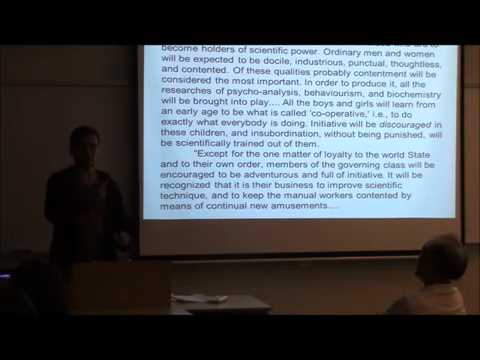 become holders of scientific power. Ordinary men and women
will be expected to be docile, industrious, punctual, thoughtless,
and contented. Of these qualities probably contentment will be
considered the most important. In order to produce it, all the
researches of psycho-analysis, behaviourism, and biochemistry
will be brought into play.... All the boys and girls will learn from
an early age to be what is called 'co-operative,' i.e., to do
exactly what everybody is doing. Initiative will be discouraged in
these children, and insubordination, without being punished, will
be scientifically trained out of them.
"Except for the one matter of loyalty to the world State
and to their own order, members of the governing class will be
encouraged to be adventurous and full of initiative. It will be
recognized that it is their business to improve scientific
technique, and to keep the manual workers contented by
means of continual new amusements....